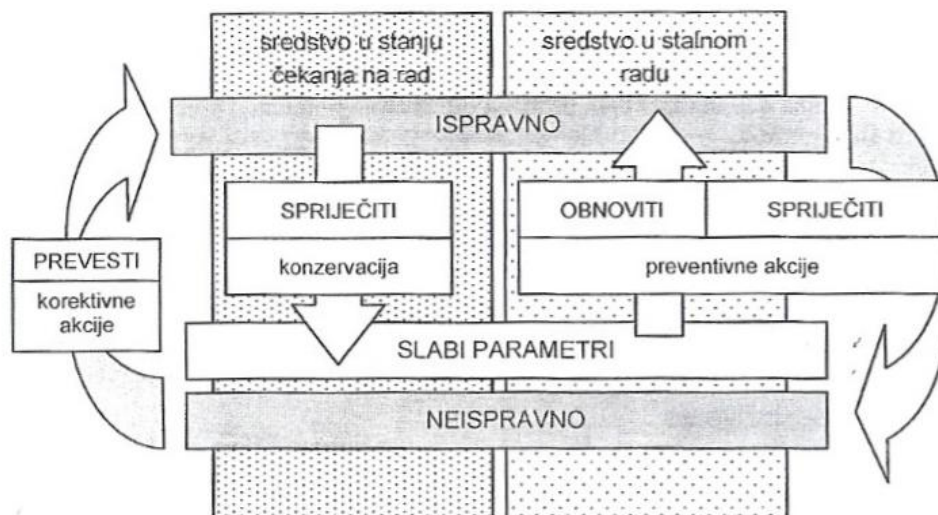 sredstvo u stanju
čekanja na rad
sredstvo u stalnom
radu
ISPRAVNO
SPRIJEČITI
konzervacija
OBNOVITI
SPRIJEČITI
preventivne akcije
PREVESTI
korektivne
akcije
SLABI PARAMETRI
NEISPRAVNO